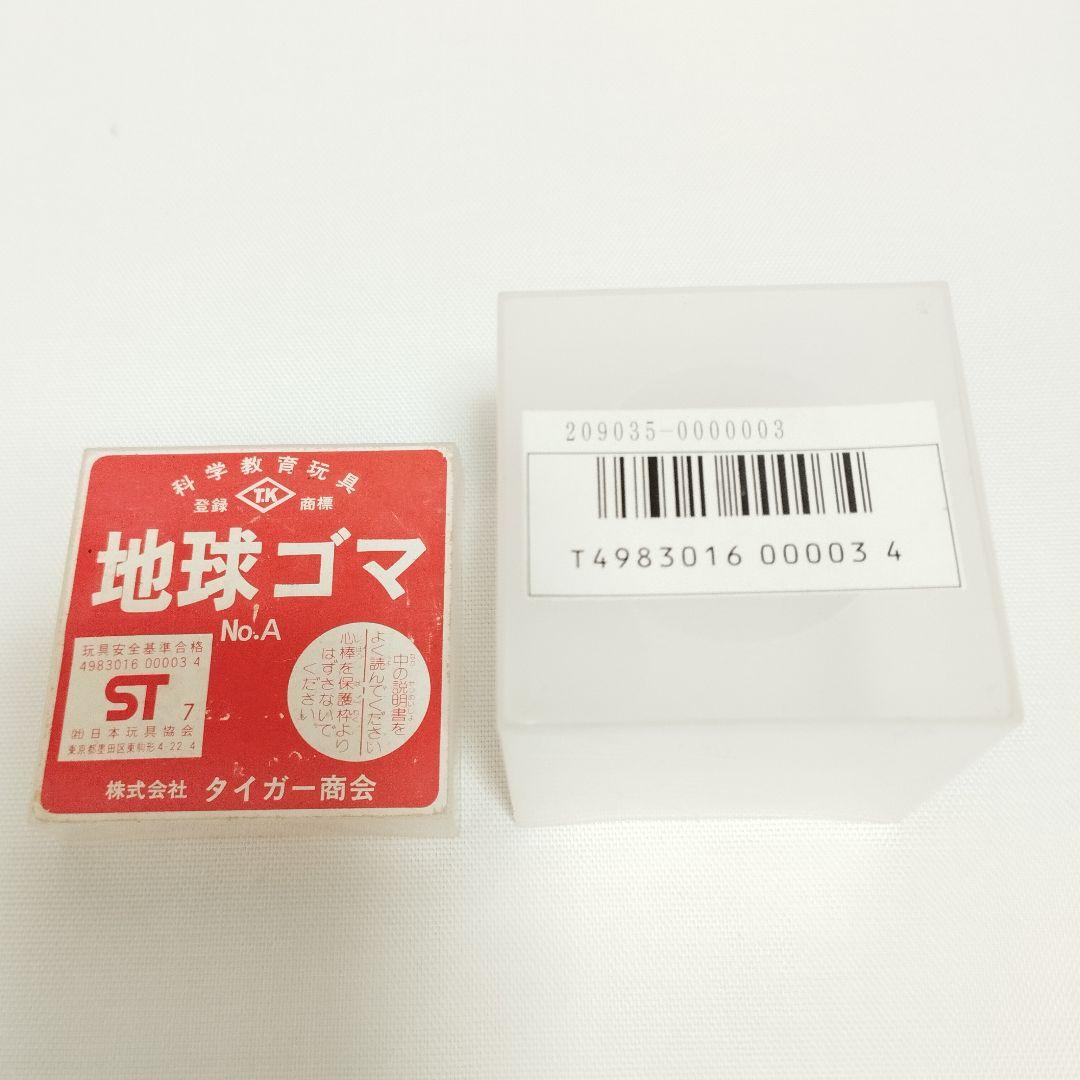 科学教育玩具
登録 T.K 商標
地球ゴマ
No.A
玩具安全基準合格
4983016 00003 4
ST 7
㈳日本玩具協会
東京都墨田区東駒形4.22.4
中の説明書を
よく読んでください
心棒を保護枠より
はずさないで
ください
株式会社 タイガー商会
209035-0000003
T4983016 00003 4